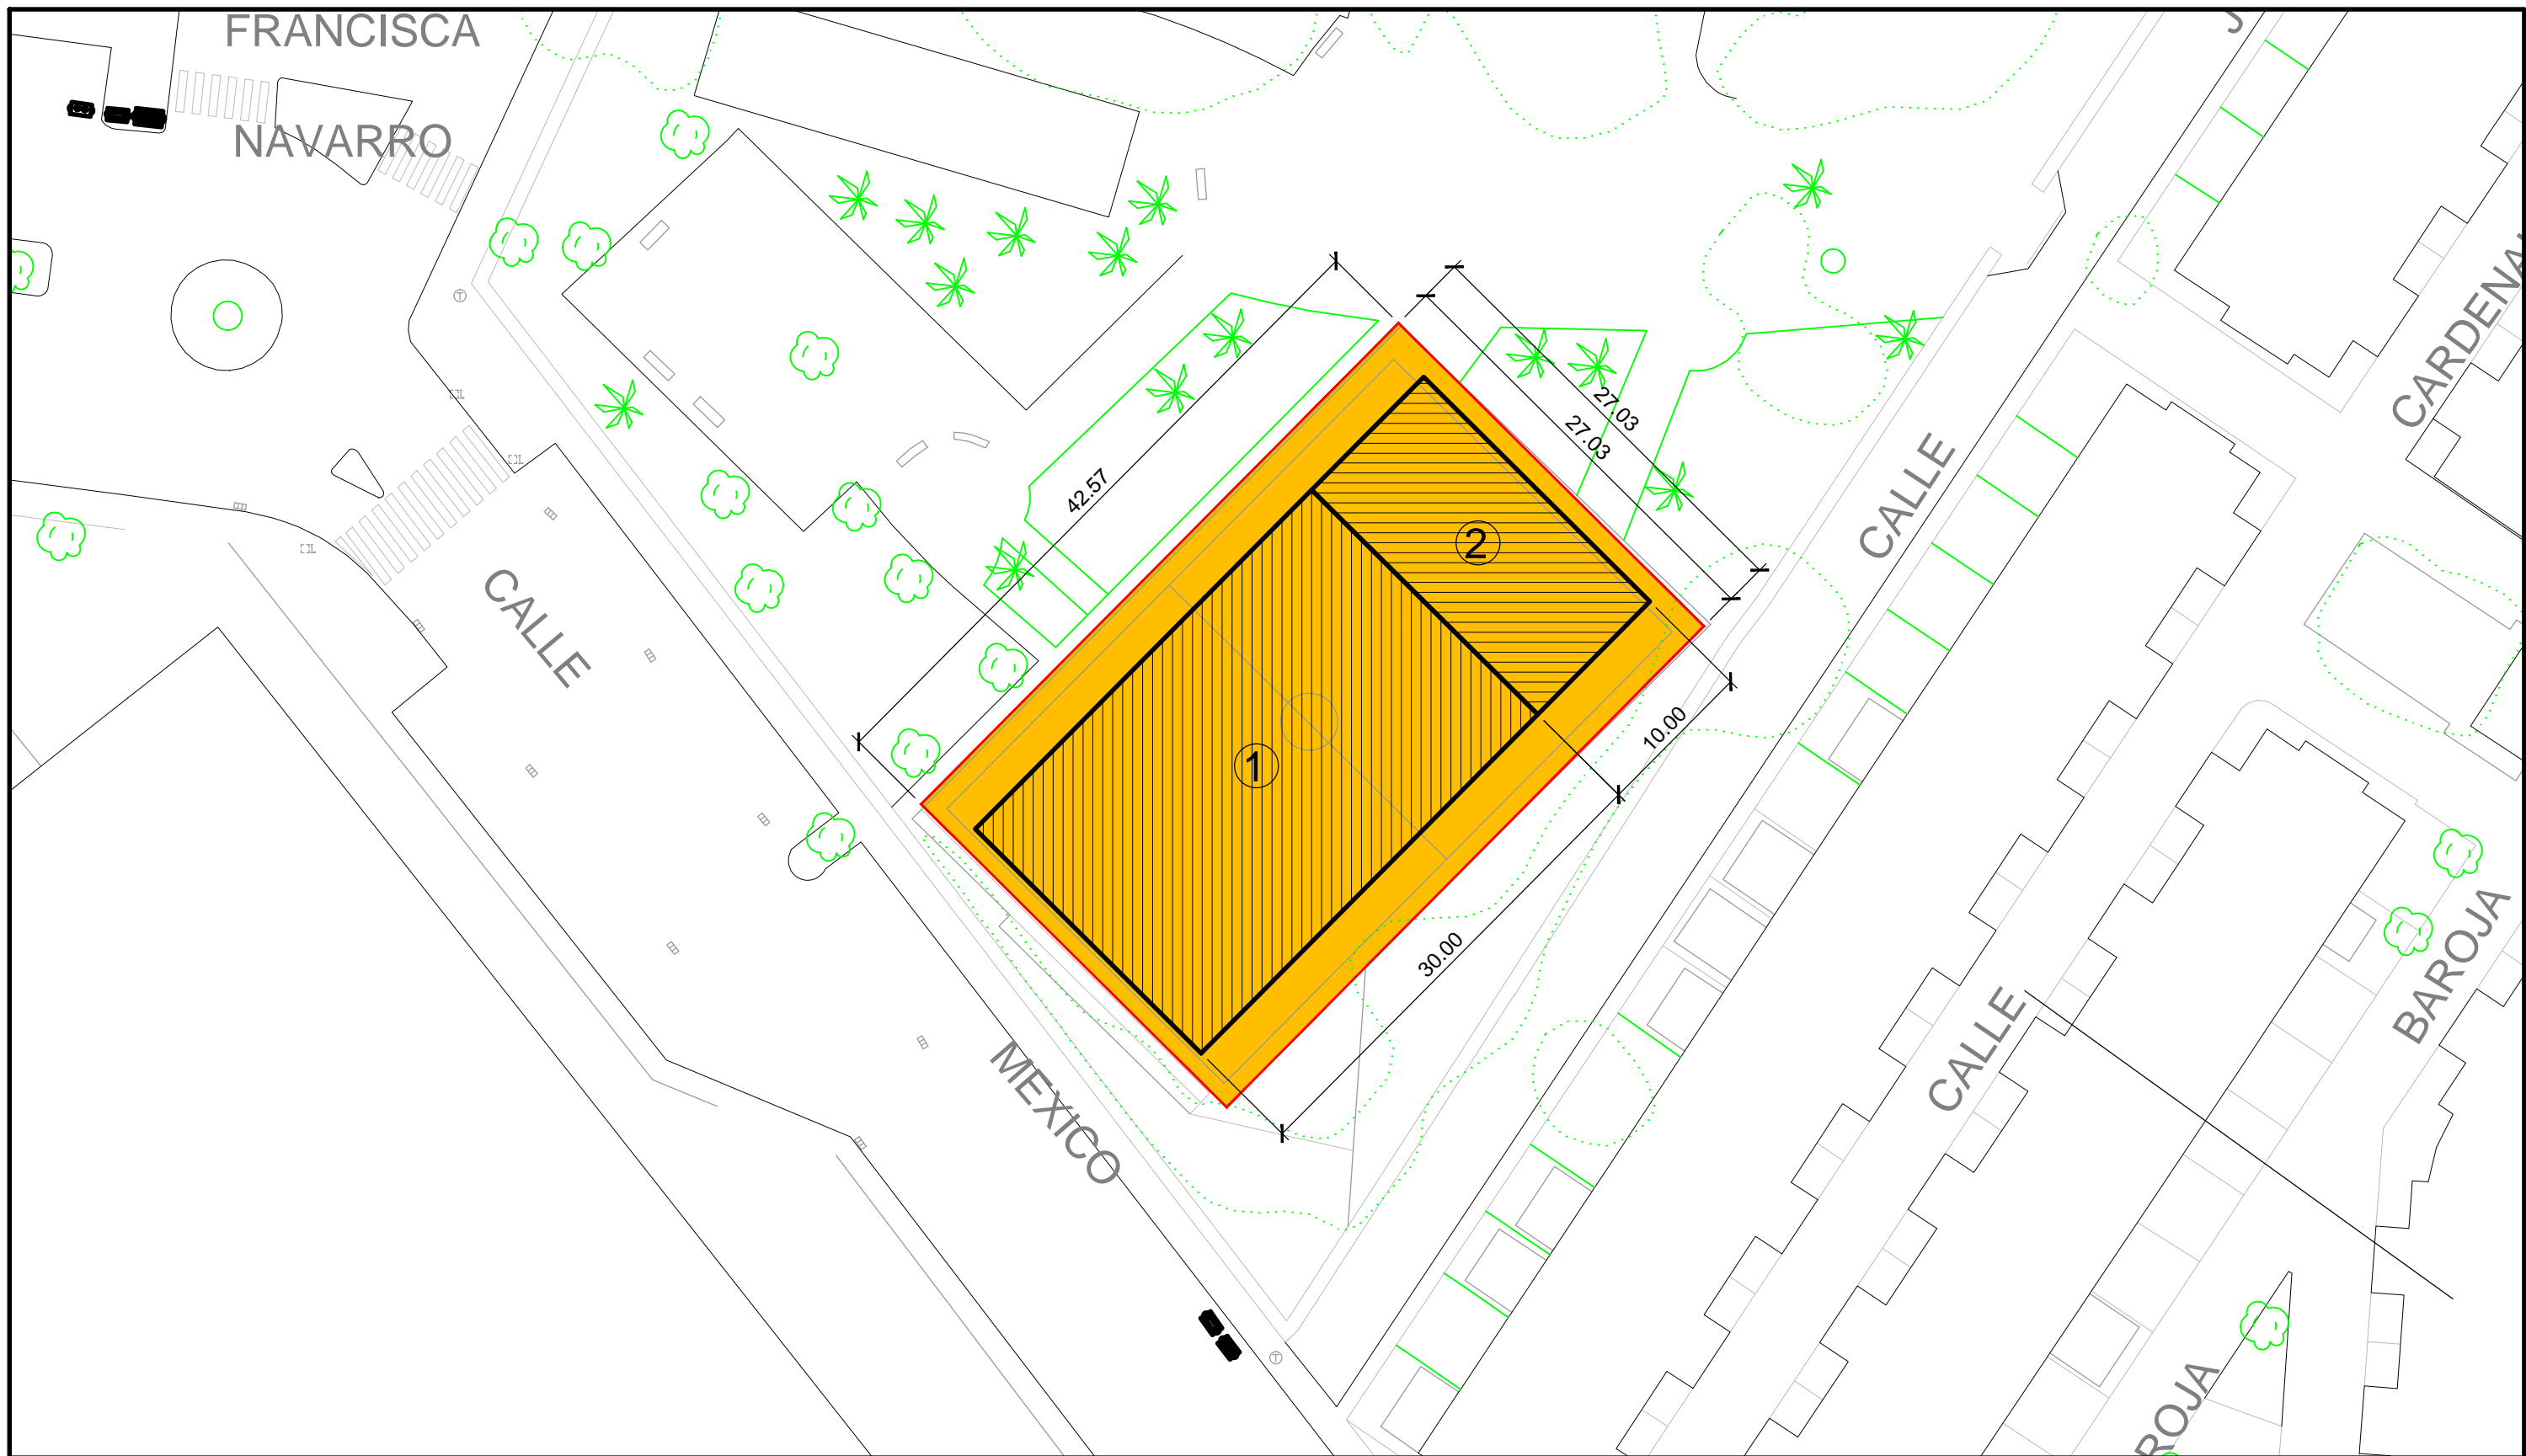 FRANCISCA
NAVARRO
CALLE
MEXICO
CALLE
CARDENA
CALLE
BAROJA
ROJA
42.57
27.03
27.03
10.00
30.00
1
2
T
T